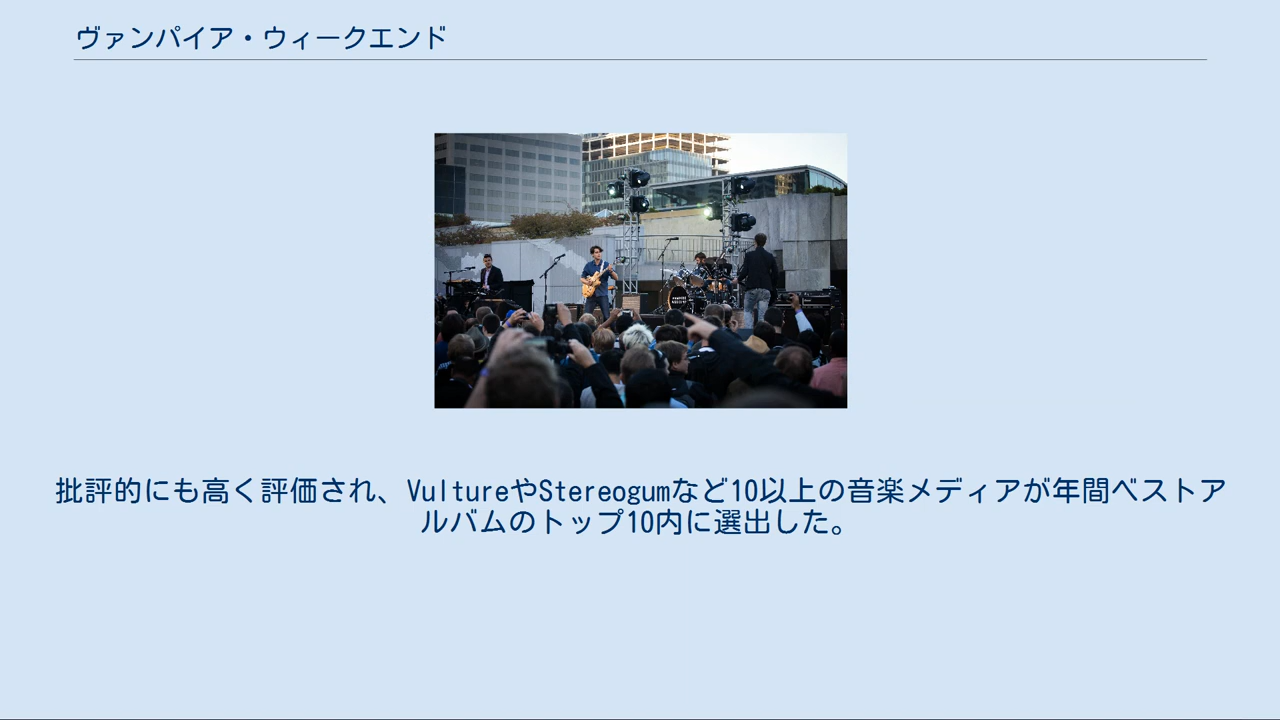 ヴァンパイア・ウィークエンド
批評的にも高く評価され、VultureやStereogumなど10以上の音楽メディアが年間ベストア
ルバムのトップ10内に選出した。